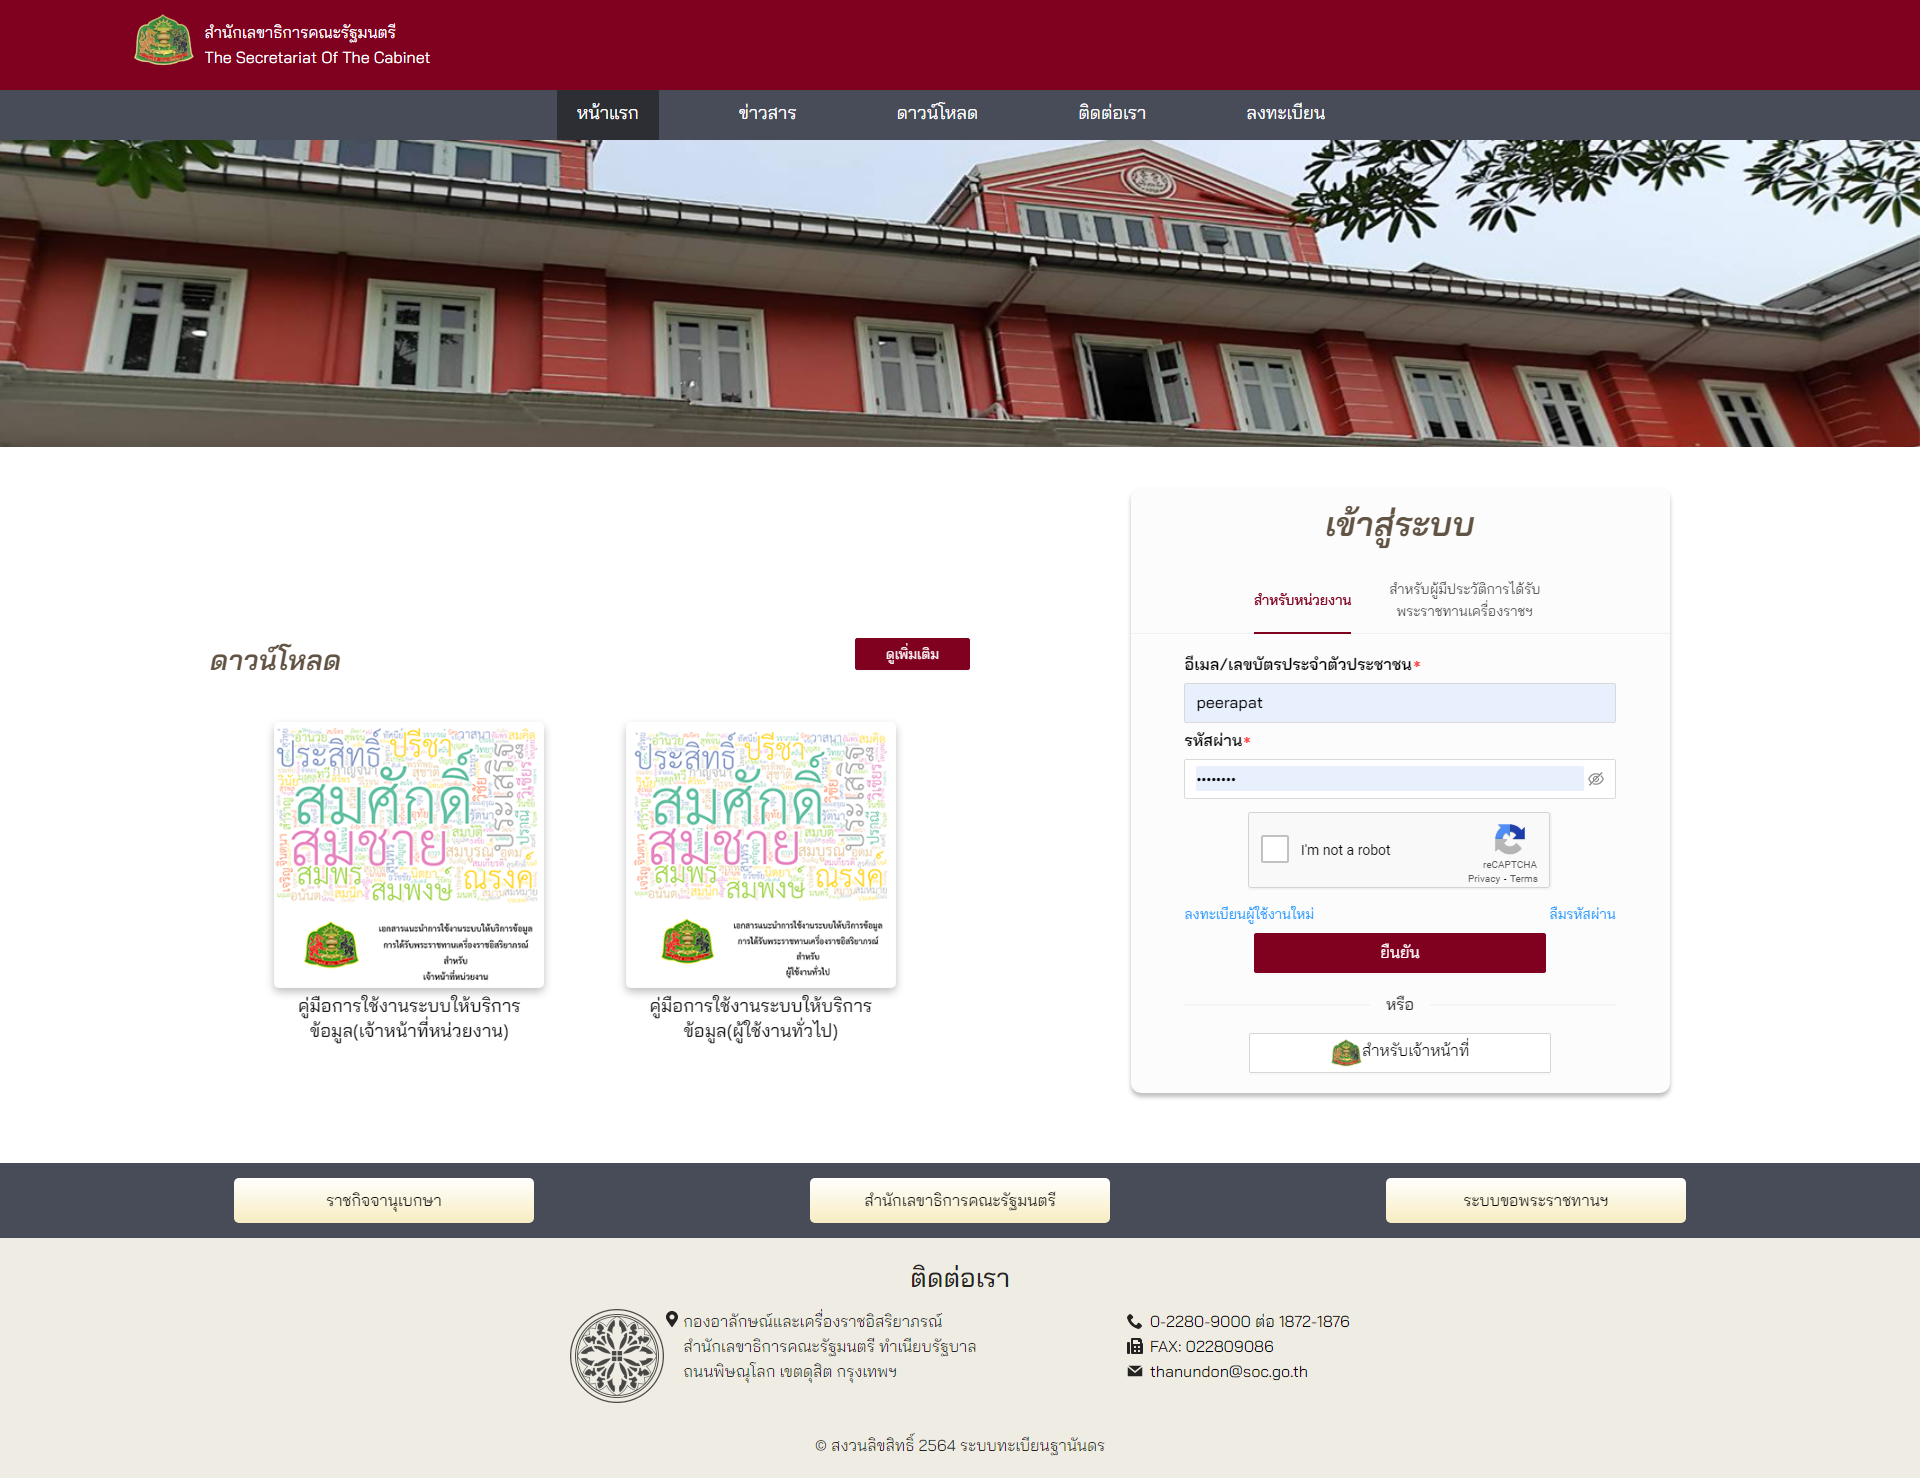 สำนักเลขาธิการคณะรัฐมนตรี
The Secretariat Of The Cabinet
หน้าแรก
ข่าวสาร
ดาวน์โหลด
ติดต่อเรา
ลงทะเบียน
เข้าสู่ระบบ
สำหรับหน่วยงาน
สำหรับผู้มีประวัติการได้รับ
พระราชทานเครื่องราชฯ
อีเมล/เลขบัตรประจำตัวประชาชน*
peerapat
รหัสผ่าน*
••••••••
I'm not a robot
reCAPTCHA
Privacy - Terms
ลงทะเบียนผู้ใช้งานใหม่
ลืมรหัสผ่าน
ยืนยัน
หรือ
สำหรับเจ้าหน้าที่
ดาวน์โหลด
ดูเพิ่มเติม
ประสิทธิ์
ปรีชา
สมศักดิ์
ประเสริฐ
วิเชียร
สมชาย
สมพร
สมพงษ์
ณรงค์
เอกสารแนะนำการใช้งานระบบให้บริการข้อมูล
การได้รับพระราชทานเครื่องราชอิสริยาภรณ์
สำหรับ
เจ้าหน้าที่หน่วยงาน
คู่มือการใช้งานระบบให้บริการ
ข้อมูล(เจ้าหน้าที่หน่วยงาน)
ประสิทธิ์
ปรีชา
สมศักดิ์
ประเสริฐ
วิเชียร
สมชาย
สมพร
สมพงษ์
ณรงค์
เอกสารแนะนำการใช้งานระบบให้บริการข้อมูล
การได้รับพระราชทานเครื่องราชอิสริยาภรณ์
สำหรับ
ผู้ใช้งานทั่วไป
คู่มือการใช้งานระบบให้บริการ
ข้อมูล(ผู้ใช้งานทั่วไป)
ราชกิจจานุเบกษา
สำนักเลขาธิการคณะรัฐมนตรี
ระบบขอพระราชทานฯ
ติดต่อเรา
กองอาลักษณ์และเครื่องราชอิสริยาภรณ์
สำนักเลขาธิการคณะรัฐมนตรี ทำเนียบรัฐบาล
ถนนพิษณุโลก เขตดุสิต กรุงเทพฯ
0-2280-9000 ต่อ 1872-1876
FAX: 022809086
thanundon@soc.go.th
© สงวนลิขสิทธิ์ 2564 ระบบทะเบียนฐานันดร